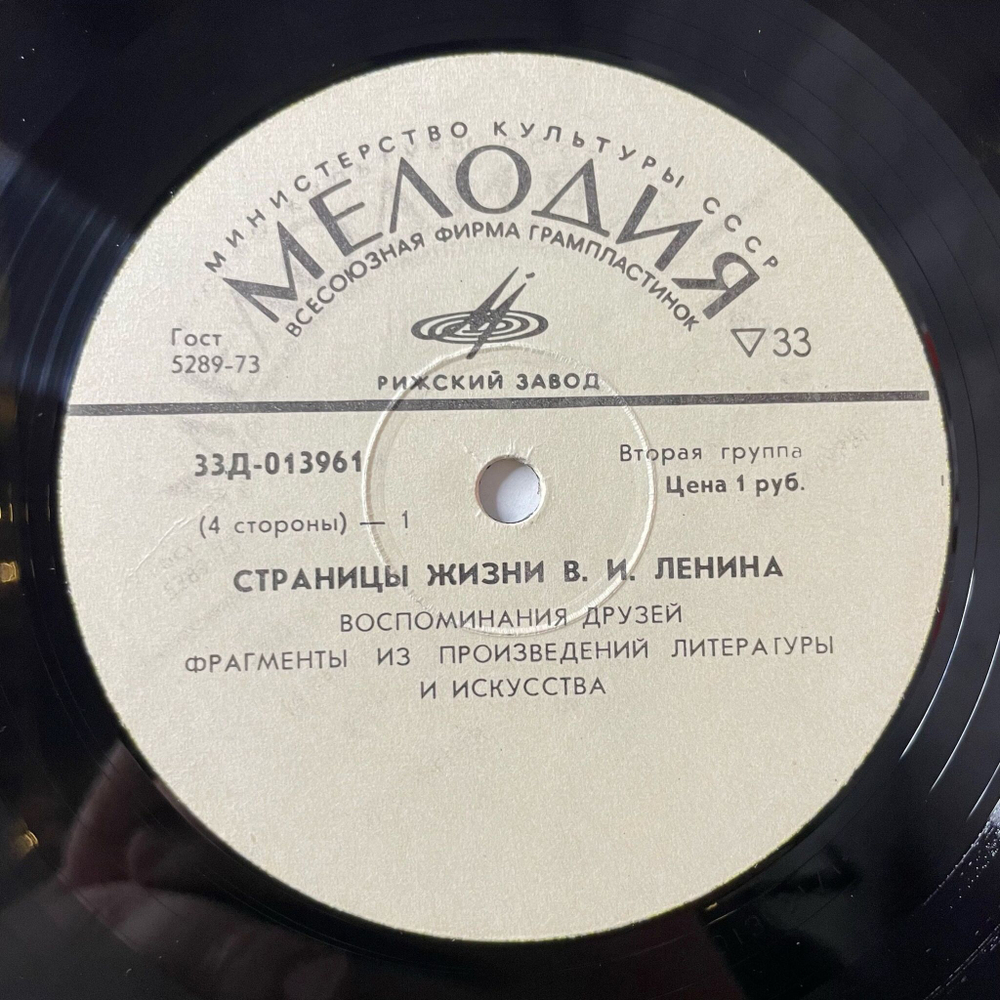 МИНИСТЕРСТВО КУЛЬТУРЫ СССР
МЕЛОДИЯ
ВСЕСОЮЗНАЯ ФИРМА ГРАМПЛАСТИНОК
Гост
5289-73
▽33
РИЖСКИЙ ЗАВОД
33Д-013961
Вторая группа
Цена 1 руб.
(4 стороны) — 1
СТРАНИЦЫ ЖИЗНИ В. И. ЛЕНИНА
ВОСПОМИНАНИЯ ДРУЗЕЙ
ФРАГМЕНТЫ ИЗ ПРОИЗВЕДЕНИЙ ЛИТЕРАТУРЫ
И ИСКУССТВА